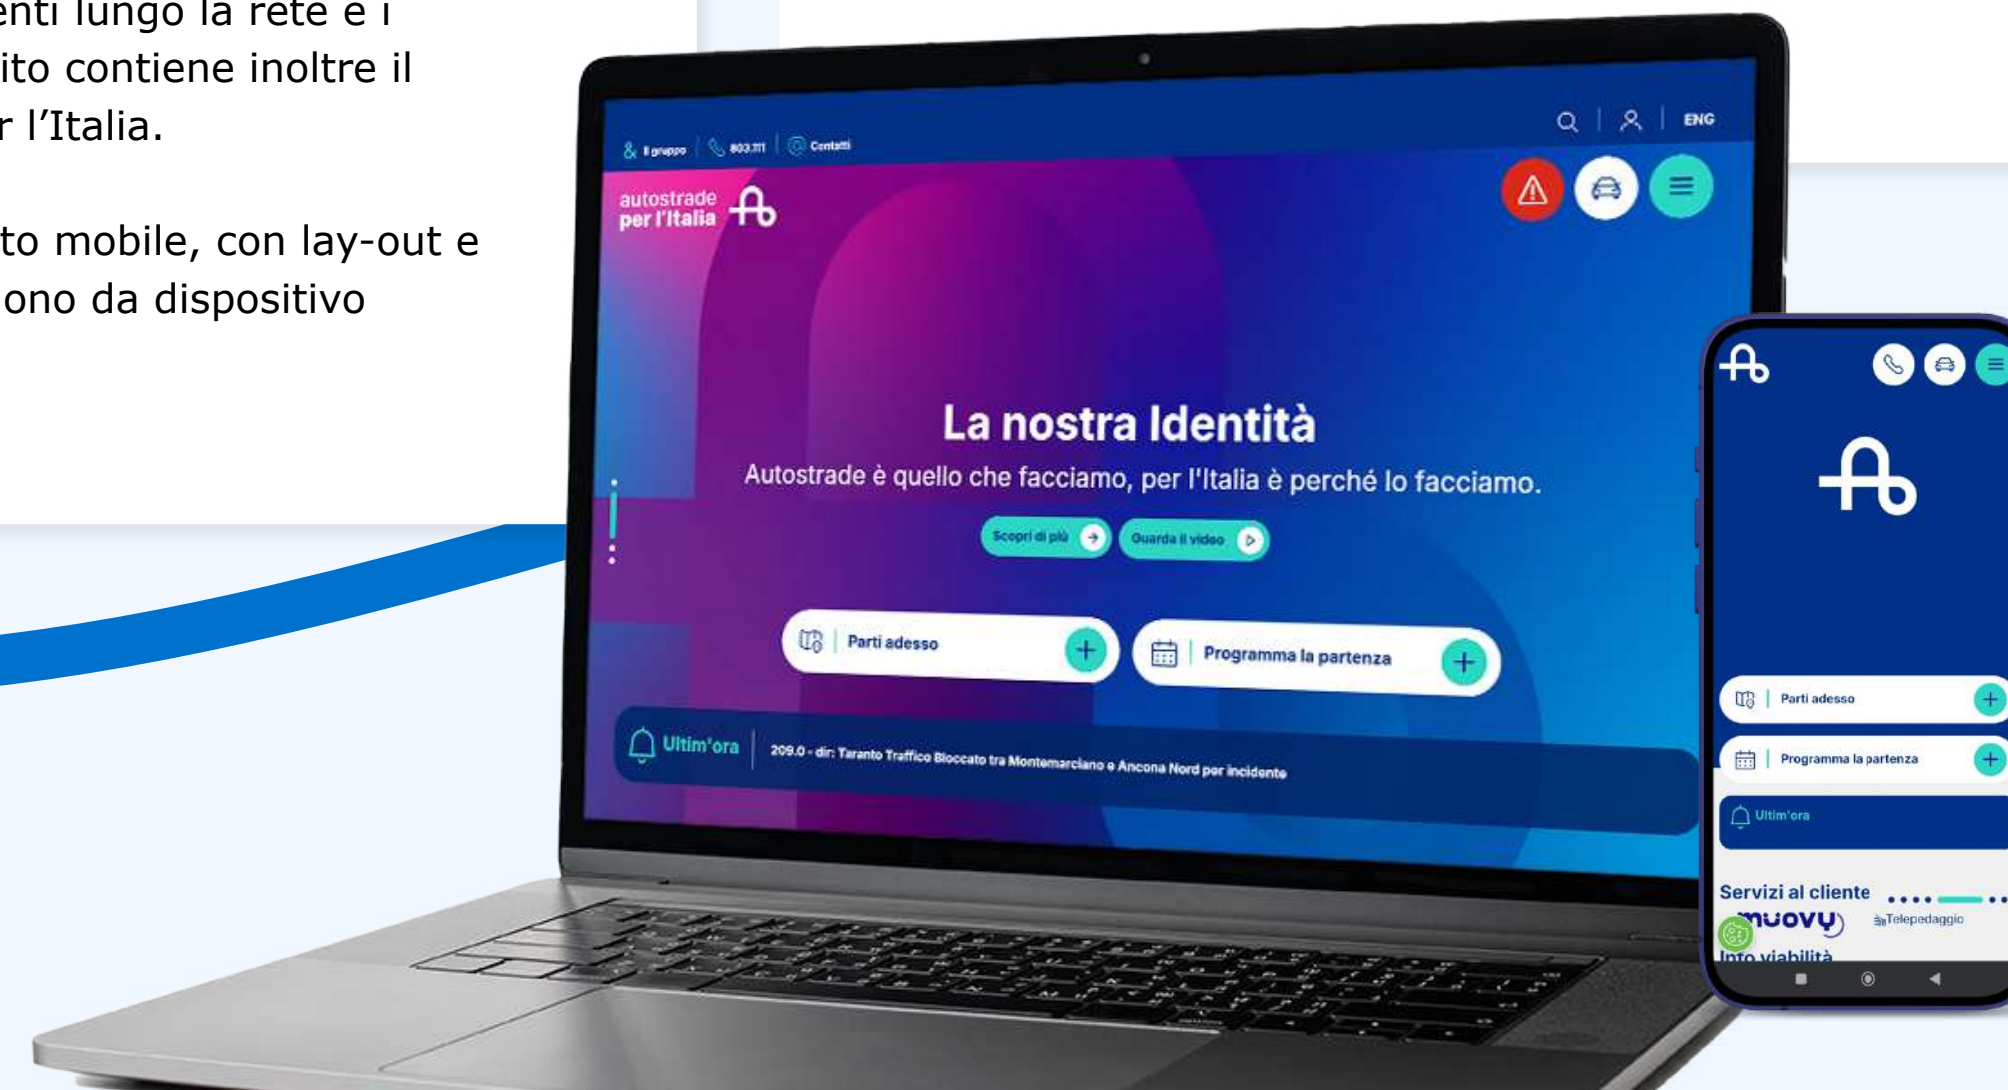 enti lungo la rete e i
ito contiene inoltre il
r l'Italia.
to mobile, con lay-out e
ono da dispositivo
Il gruppo
803.111
Contatti
ENG
autostrade
per l'Italia
La nostra Identità
Autostrade è quello che facciamo, per l'Italia è perché lo facciamo.
Scopri di più
Guarda il video
Parti adesso
Programma la partenza
Ultim'ora
209.0 - dir: Taranto Traffico Bloccato tra Montemarciano e Ancona Nord per incidente
Parti adesso
Programma la partenza
Ultim'ora
Servizi al cliente
muovy
Telepedaggio
Info viabilità